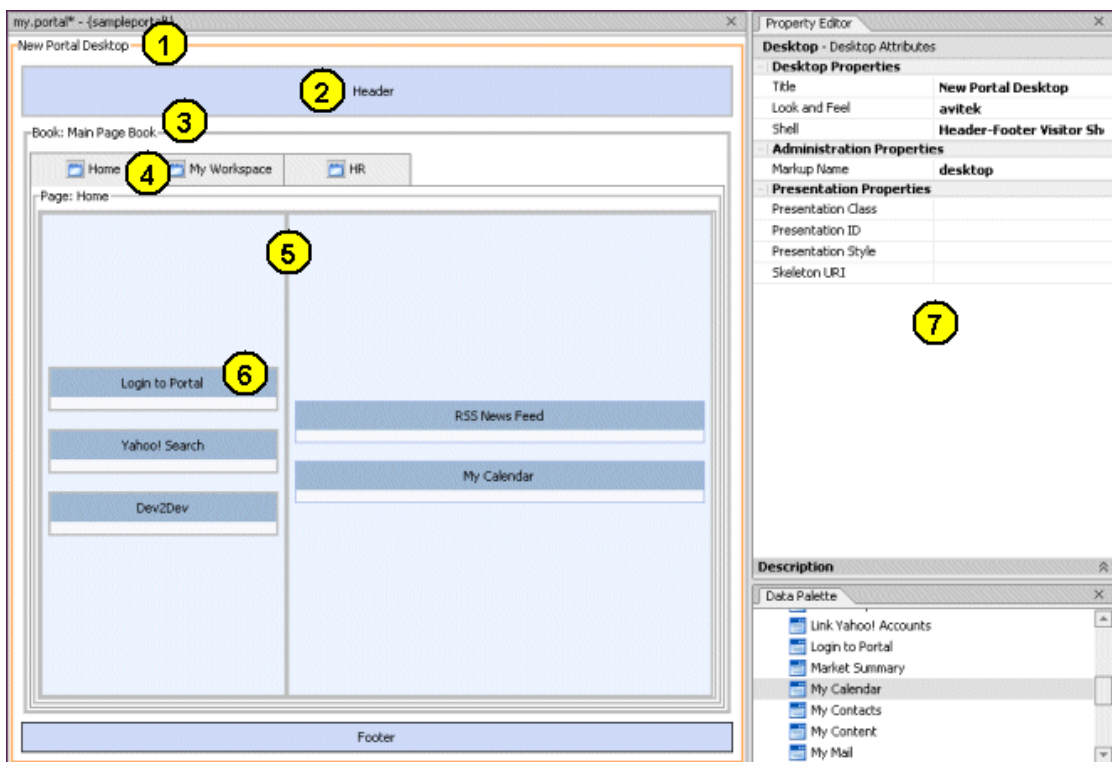 my.portal* - {sampleportal}
New Portal Desktop
1
2
Header
3
Book: Main Page Book
Home
4
My Workspace
HR
Page: Home
5
6
Login to Portal
Yahoo! Search
Dev2Dev
RSS News Feed
My Calendar
Footer
Property Editor
Desktop - Desktop Attributes
Desktop Properties
Title New Portal Desktop
Look and Feel avitek
Shell Header-Footer Visitor Sh
Administration Properties
Markup Name desktop
Presentation Properties
Presentation Class
Presentation ID
Presentation Style
Skeleton URI
7
Description
Data Palette
Link Yahoo! Accounts
Login to Portal
Market Summary
My Calendar
My Contacts
My Content
My Mail